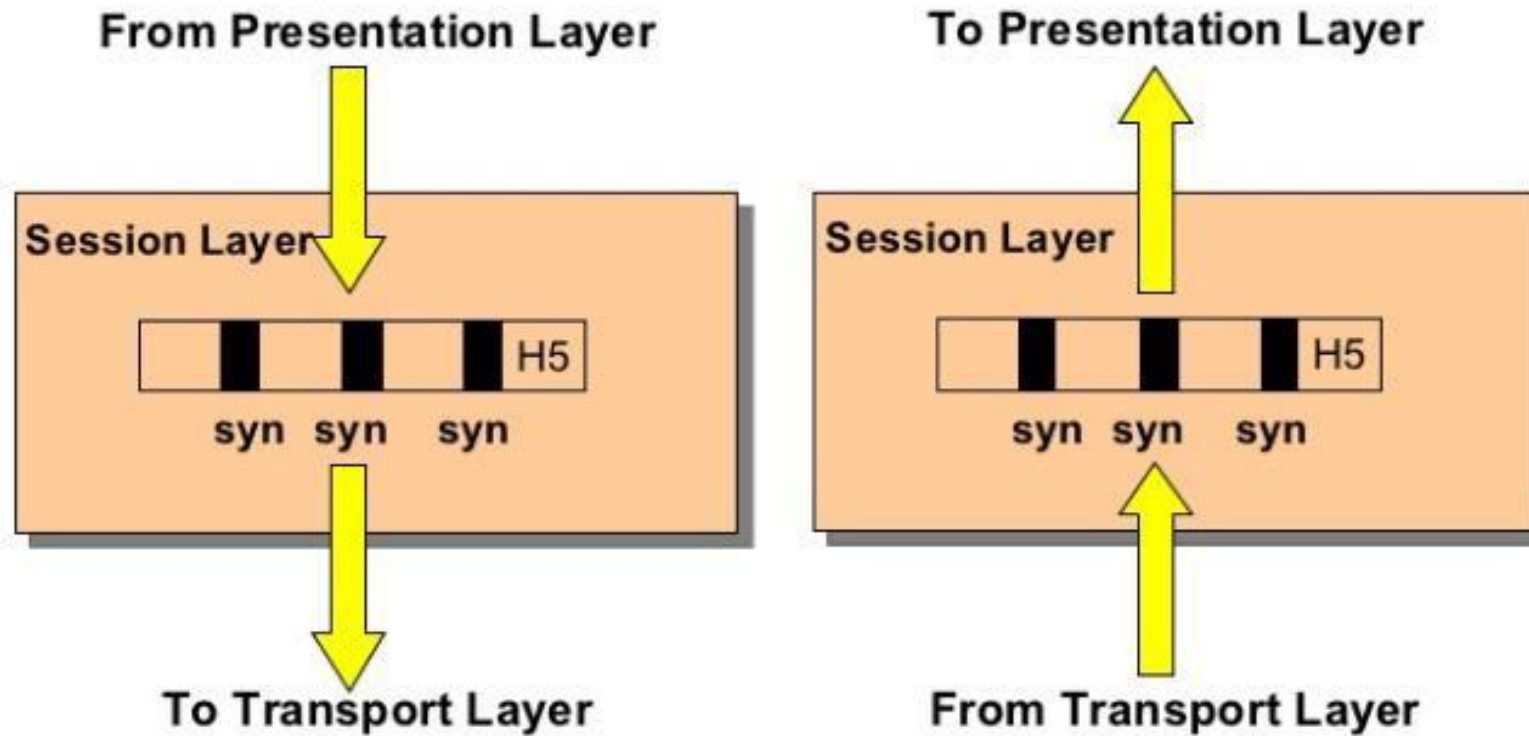 From Presentation Layer
To Presentation Layer
Session Layer
H5
syn syn syn
Session Layer
H5
syn syn syn
To Transport Layer
From Transport Layer